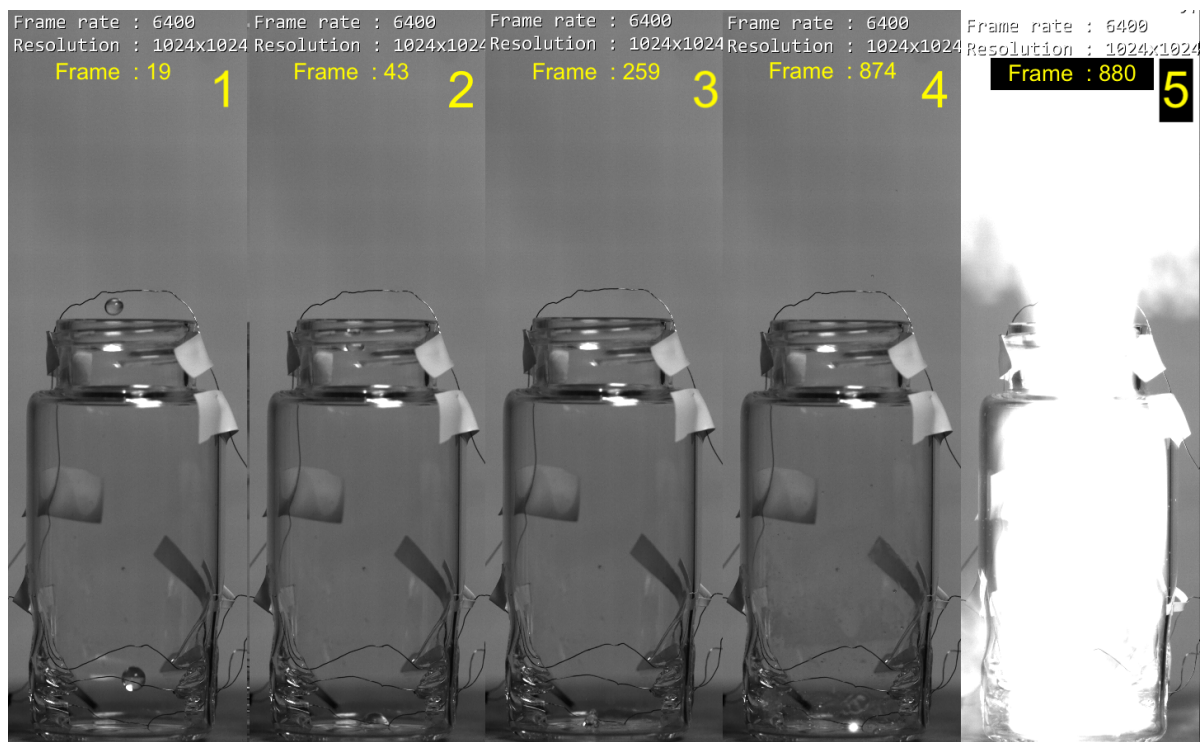 Frame rate : 6400
Resolution : 1024x1024
Frame : 19
1
Frame rate : 6400
Resolution : 1024x1024
Frame : 43
2
Frame rate : 6400
Resolution : 1024x1024
Frame : 259
3
Frame rate : 6400
Resolution : 1024x1024
Frame : 874
4
Frame rate : 6400
Resolution : 1024x1024
Frame : 880
5